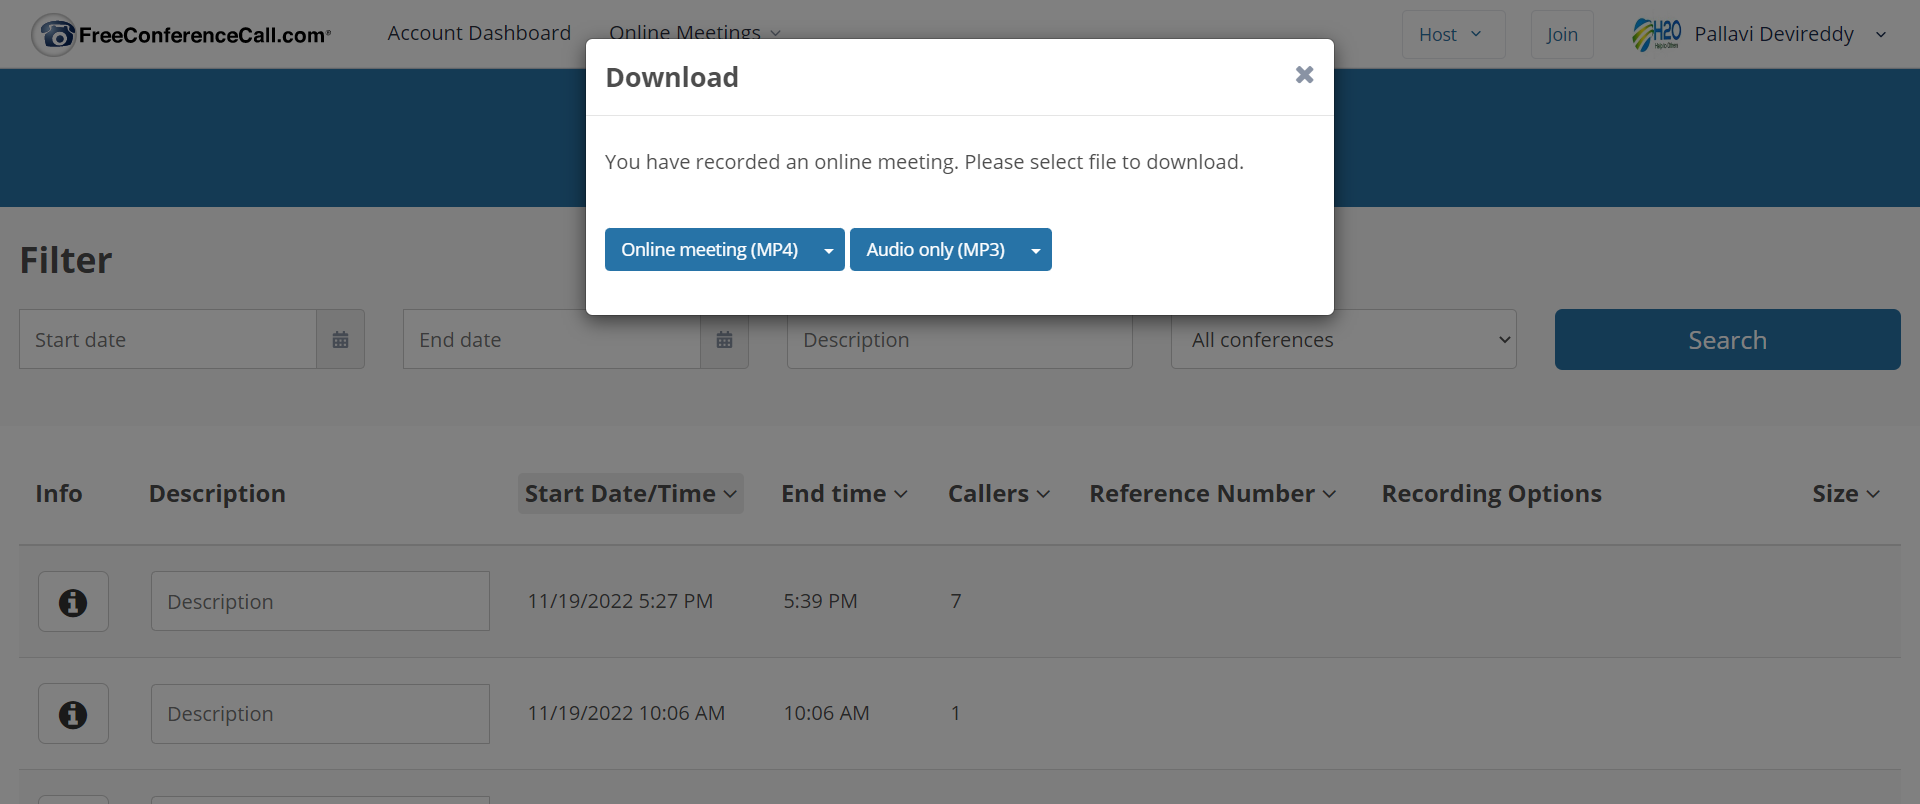 FreeConferenceCall.com®
Account Dashboard
Online Meetings
Host
Join
H2O
Help to Others
Pallavi Devireddy
Download
You have recorded an online meeting. Please select file to download.
Online meeting (MP4)
Audio only (MP3)
Filter
Start date
End date
Description
All conferences
Search
Info Description Start Date/Time End time Callers Reference Number Recording Options Size
Description 11/19/2022 5:27 PM 5:39 PM 7
Description 11/19/2022 10:06 AM 10:06 AM 1